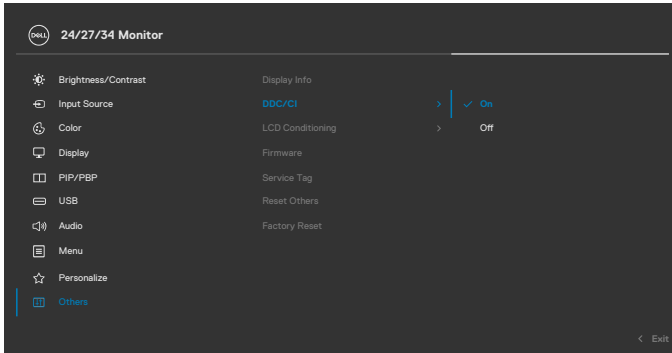 DELL 24/27/34 Monitor
Brightness/Contrast Display Info
Input Source DDC/CI > ✓ On
Color LCD Conditioning > Off
Display Firmware
PIP/PBP Service Tag
USB Reset Others
Audio Factory Reset
Menu
Personalize
Others
< Exit